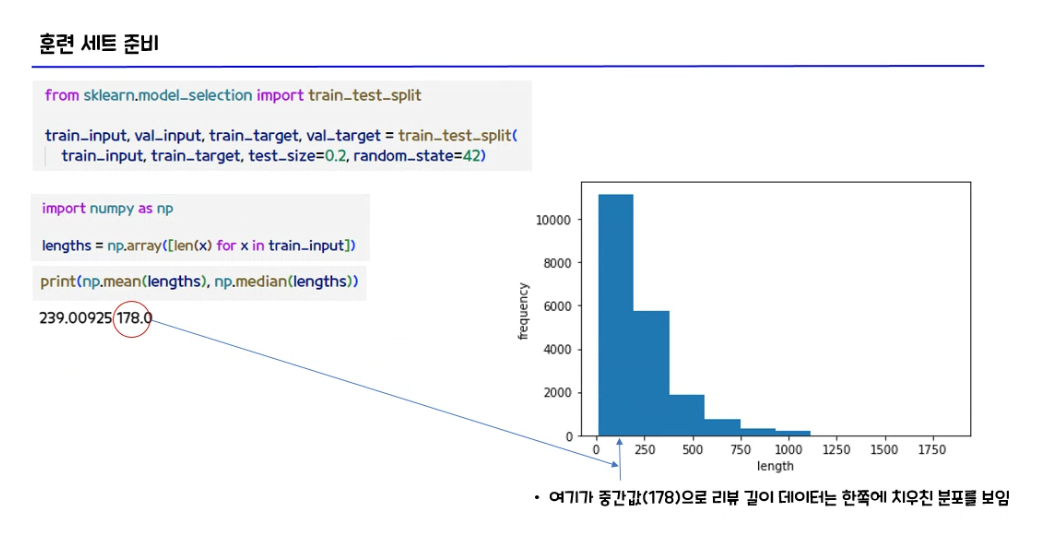 훈련 세트 준비
from sklearn.model_selection import train_test_split
train_input, val_input, train_target, val_target = train_test_split(
train_input, train_target, test_size=0.2, random_state=42)
import numpy as np
lengths = np.array([len(x) for x in train_input])
print(np.mean(lengths), np.median(lengths))
239.00925 178.0
frequency
10000
8000
6000
4000
2000
0
0 250 500 750 1000 1250 1500 1750
length
• 여기가 중간값(178)으로 리뷰 길이 데이터는 한쪽에 치우친 분포를 보임